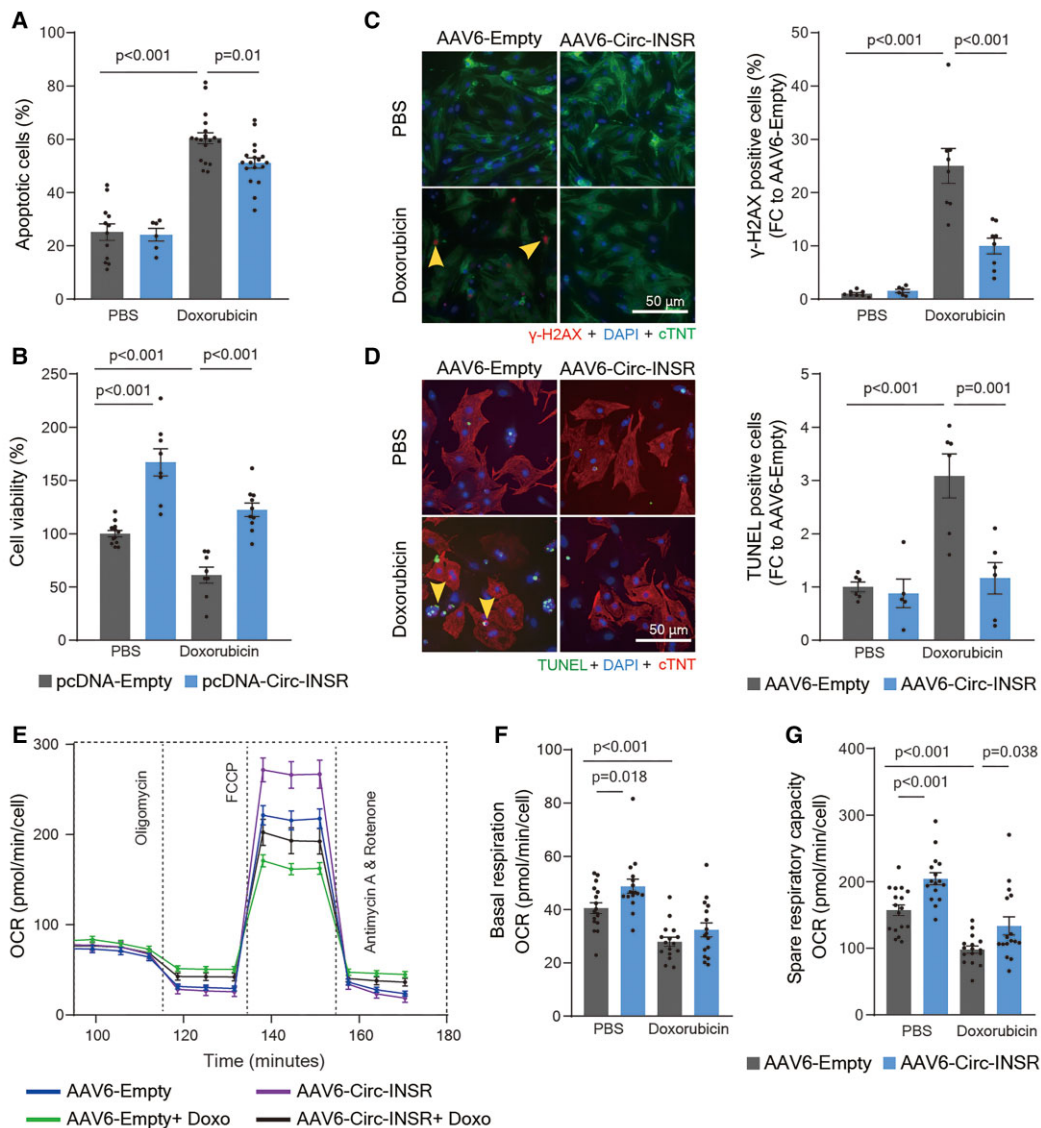 A
p<0.001
p=0.01
Apoptotic cells (%)
100
80
60
40
20
0
PBS
Doxorubicin
B
p<0.001
p<0.001
p<0.001
Cell viability (%)
250
200
150
100
50
0
PBS
Doxorubicin
pcDNA-Empty
pcDNA-Circ-INSR
C
AAV6-Empty
AAV6-Circ-INSR
PBS
Doxorubicin
50 µm
γ-H2AX + DAPI + cTNT
p<0.001
p<0.001
γ-H2AX positive cells (%)
(FC to AAV6-Empty)
50
40
30
20
10
0
PBS
Doxorubicin
D
AAV6-Empty
AAV6-Circ-INSR
PBS
Doxorubicin
50 µm
TUNEL + DAPI + cTNT
p<0.001
p=0.001
TUNEL positive cells
(FC to AAV6-Empty)
5
4
3
2
1
0
PBS
Doxorubicin
AAV6-Empty
AAV6-Circ-INSR
E
OCR (pmol/min/cell)
300
200
100
0
Oligomycin
FCCP
Antimycin A & Rotenone
100
120
140
160
180
Time (minutes)
AAV6-Empty
AAV6-Circ-INSR
AAV6-Empty+ Doxo
AAV6-Circ-INSR+ Doxo
F
p<0.001
p=0.018
Basal respiration
OCR (pmol/min/cell)
100
80
60
40
20
0
PBS
Doxorubicin
G
p<0.001
p=0.038
p<0.001
Spare respiratory capacity
OCR (pmol/min/cell)
400
300
200
100
0
PBS
Doxorubicin
AAV6-Empty
AAV6-Circ-INSR